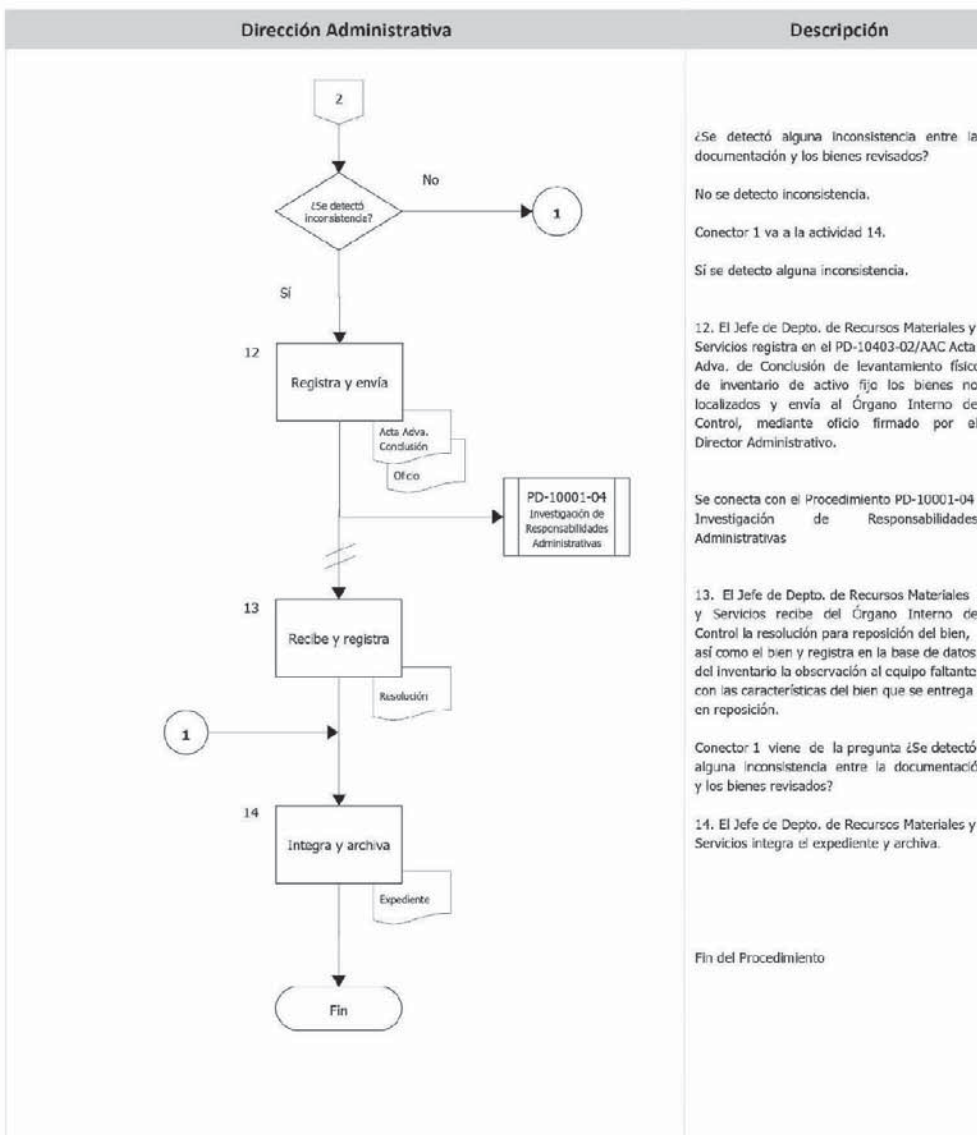 Dirección Administrativa
Descripción
2
¿Se detectó
inconsistencia?
No
1
Sí
12
Registra y envía
Acta Adva.
Conclusión
Oficio
PD-10001-04
Investigación de
Responsabilidades
Administrativas
13
Recibe y registra
Resolución
1
14
Integra y archiva
Expediente
Fin
¿Se detectó alguna inconsistencia entre la
documentación y los bienes revisados?
No se detecto inconsistencia.
Conector 1 va a la actividad 14.
Sí se detecto alguna inconsistencia.
12. El Jefe de Depto. de Recursos Materiales y
Servicios registra en el PD-10403-02/AAC Acta
Adva. de Conclusión de levantamiento físico
de inventario de activo fijo los bienes no
localizados y envía al Órgano Interno de
Control, mediante oficio firmado por el
Director Administrativo.
Se conecta con el Procedimiento PD-10001-04
Investigación de Responsabilidades
Administrativas
13. El Jefe de Depto. de Recursos Materiales
y Servicios recibe del Órgano Interno de
Control la resolución para reposición del bien,
así como el bien y registra en la base de datos
del inventario la observación al equipo faltante
con las características del bien que se entrega
en reposición.
Conector 1 viene de la pregunta ¿Se detectó
alguna inconsistencia entre la documentació
y los bienes revisados?
14. El Jefe de Depto. de Recursos Materiales y
Servicios integra el expediente y archiva.
Fin del Procedimiento